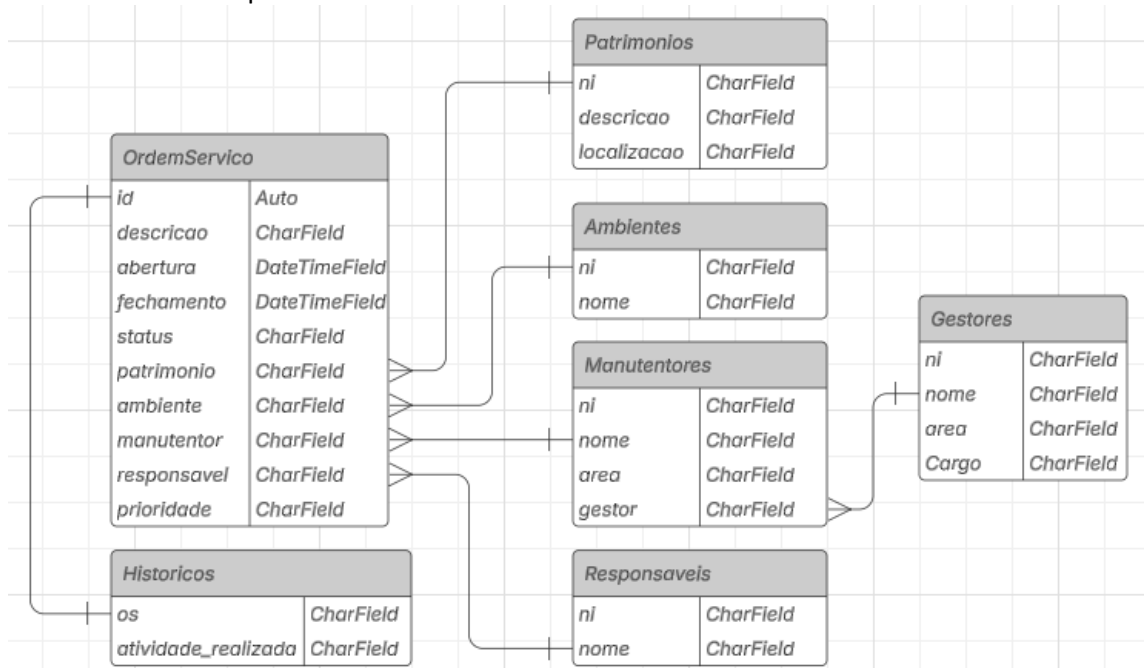 OrdemServico
id Auto
descricao CharField
abertura DateTimeField
fechamento DateTimeField
status CharField
patrimonio CharField
ambiente CharField
manutentor CharField
responsavel CharField
prioridade CharField
Historicos
os CharField
atividade_realizada CharField
Patrimonios
ni CharField
descricao CharField
localizacao CharField
Ambientes
ni CharField
nome CharField
Manutentores
ni CharField
nome CharField
area CharField
gestor CharField
Responsaveis
ni CharField
nome CharField
Gestores
ni CharField
nome CharField
area CharField
Cargo CharField